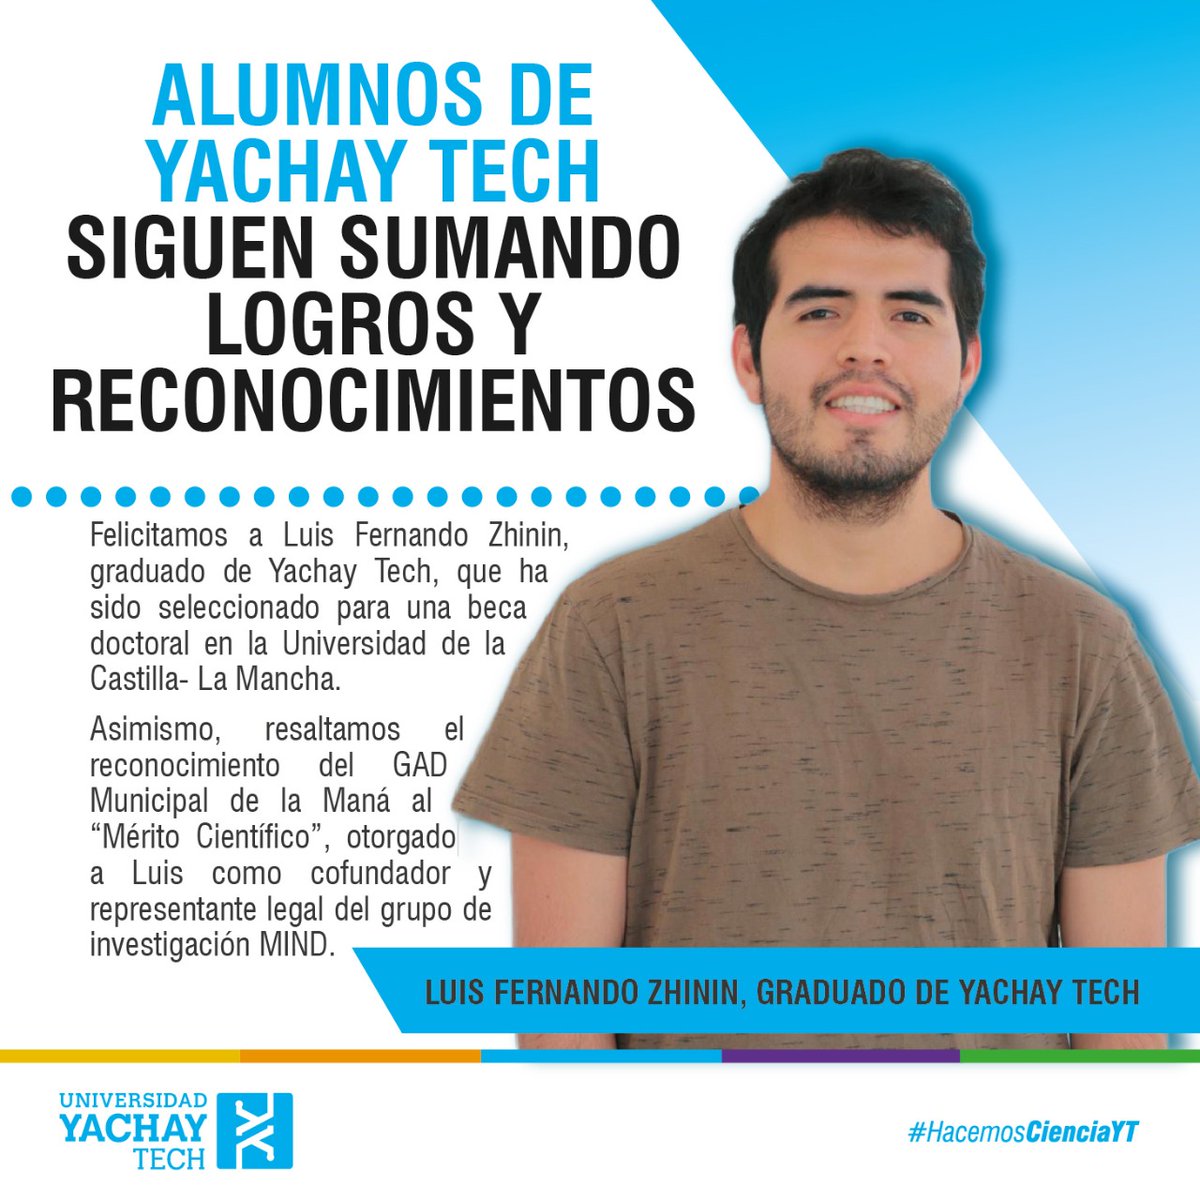 ALUMNOS DE
YACHAY TECH
SIGUEN SUMANDO
LOGROS Y
RECONOCIMIENTOS
Felicitamos a Luis Fernando Zhinin,
graduado de Yachay Tech, que ha
sido seleccionado para una beca
doctoral en la Universidad de la
Castilla- La Mancha.
Asimismo, resaltamos el
reconocimiento del GAD
Municipal de la Maná al
“Mérito Científico”, otorgado
a Luis como cofundador y
representante legal del grupo de
investigación MIND.
LUIS FERNANDO ZHININ, GRADUADO DE YACHAY TECH
UNIVERSIDAD
YACHAY
TECH
#HacemosCienciaYT